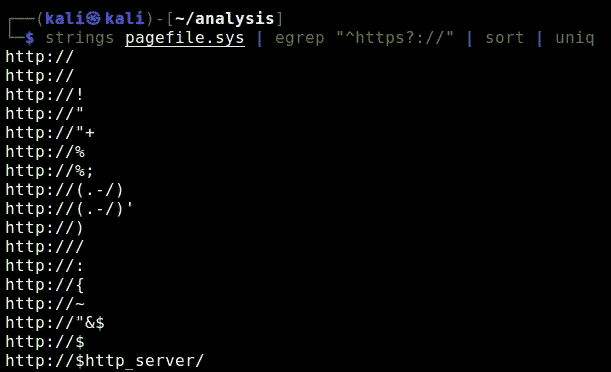 ┌──(kali㉿kali)-[~/analysis]
└─$ strings pagefile.sys | egrep "^https?://" | sort | uniq
http://
http://
http://!
http://"
http://"+
http://%
http://%;
http://(.-/)
http://(.-/)'
http://)
http:///
http://:
http://{
http://~
http://"&$
http://$
http://$http_server/